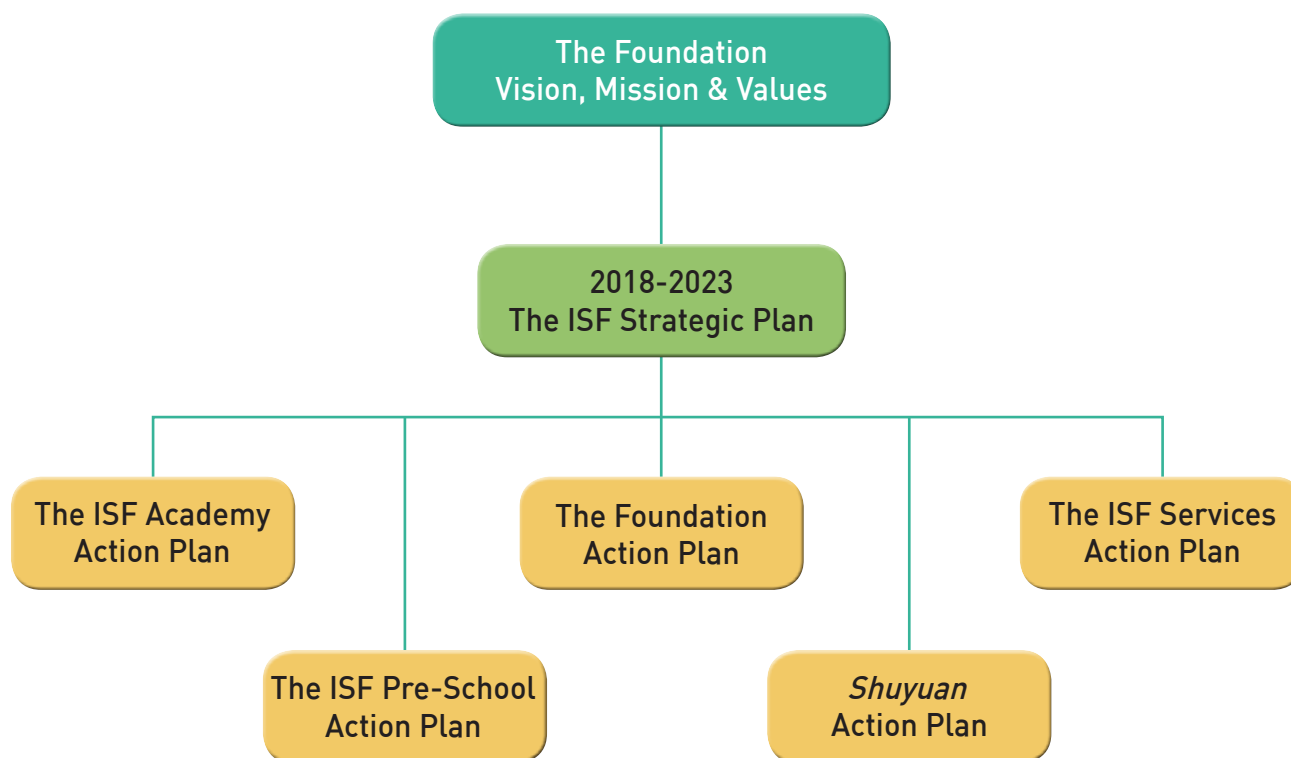 The Foundation
Vision, Mission & Values
2018-2023
The ISF Strategic Plan
The ISF Academy
Action Plan
The Foundation
Action Plan
The ISF Services
Action Plan
The ISF Pre-School
Action Plan
Shuyuan
Action Plan